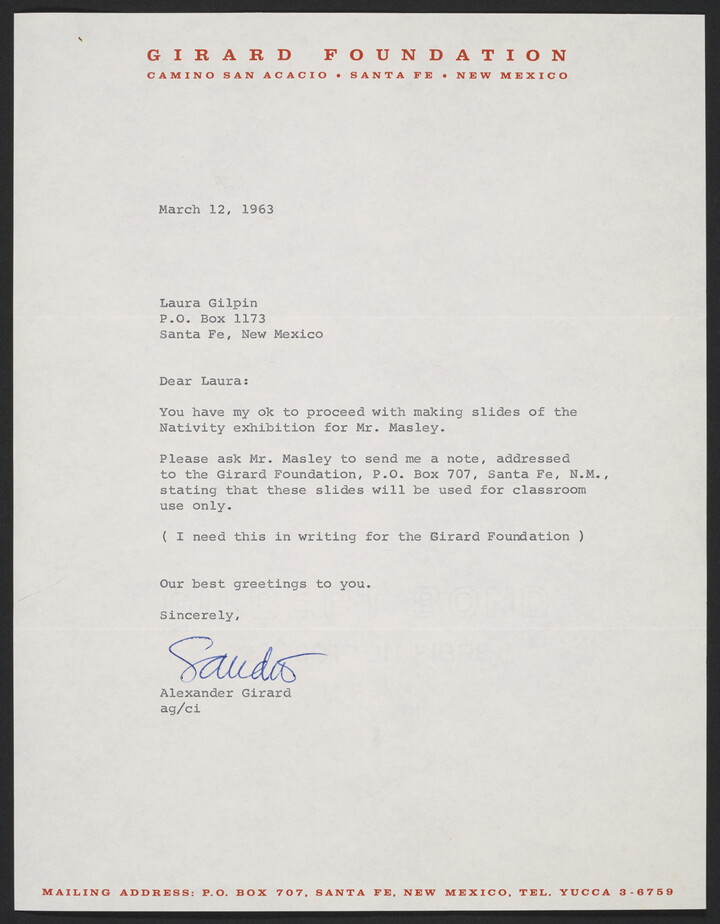 GIRARD FOUNDATION
CAMINO SAN ACACIO • SANTA FE • NEW MEXICO
March 12, 1963
Laura Gilpin
P.O. Box 1173
Santa Fe, New Mexico
Dear Laura:
You have my ok to proceed with making slides of the
Nativity exhibition for Mr. Masley.
Please ask Mr. Masley to send me a note, addressed
to the Girard Foundation, P.O. Box 707, Santa Fe, N.M.,
stating that these slides will be used for classroom
use only.
( I need this in writing for the Girard Foundation )
Our best greetings to you.
Sincerely,
Sandro
Alexander Girard
ag/ci
MAILING ADDRESS: P.O. BOX 707, SANTA FE, NEW MEXICO, TEL. YUCCA 3-6759